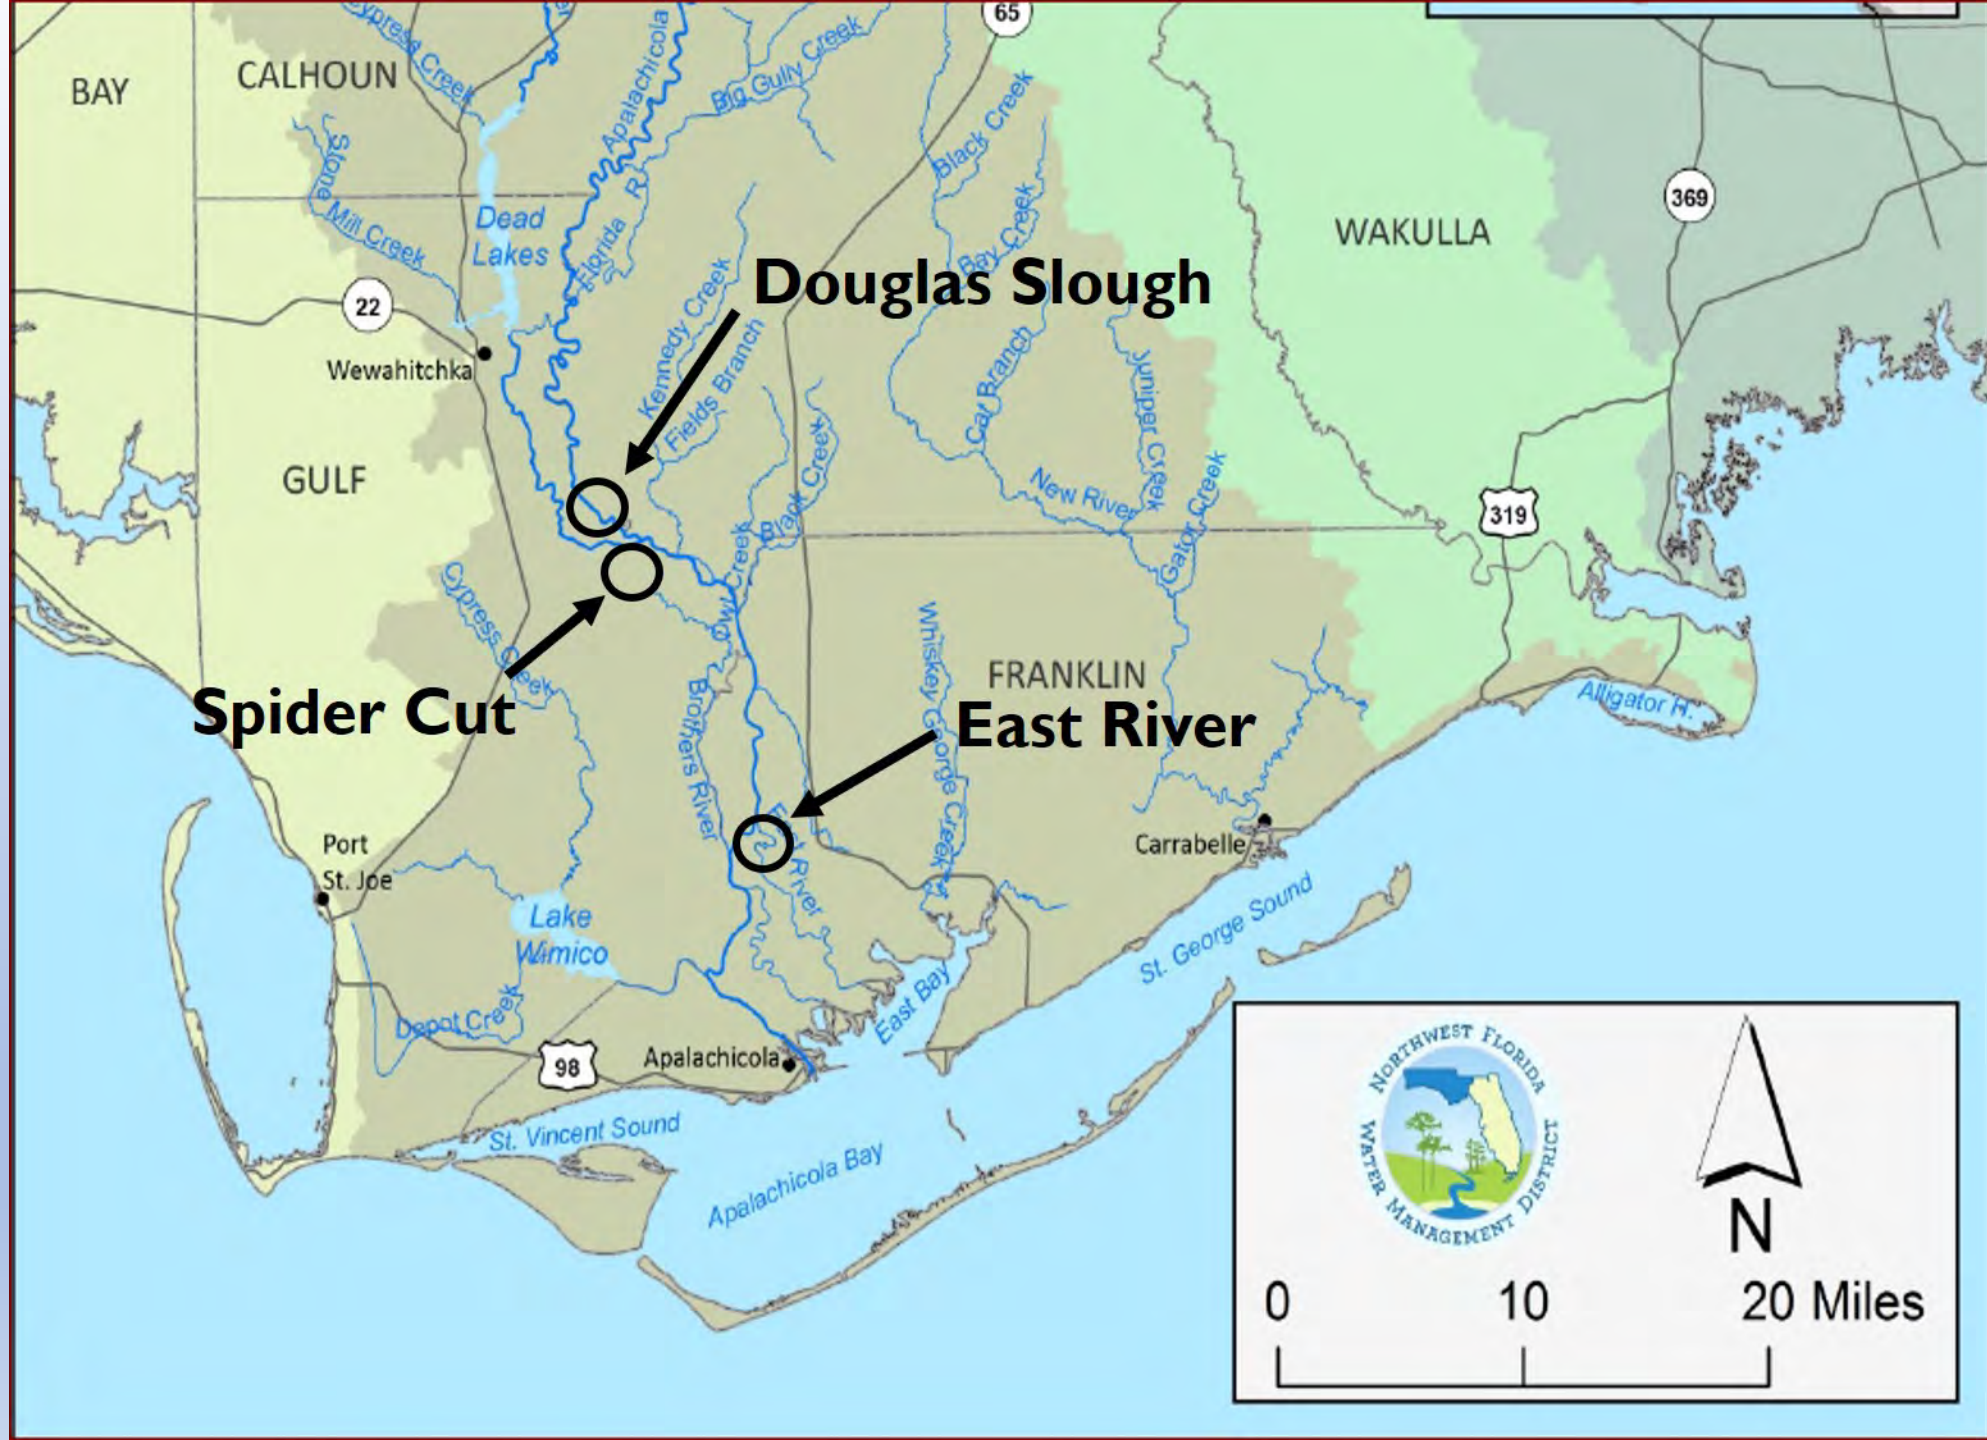 65
Cypress Creek
CALHOUN
BAY
Apalachicola
R.
Big Gully Creek
Black Creek
Stone
Mill Creek
369
Dead
Lakes
Florida
WAKULLA
Bay Creek
Douglas Slough
22
Kennedy Creek
Fields Branch
Wewahitchka
Cat Branch
Juniper Creek
GULF
Black Creek
New River
Gator Creek
319
Owl Creek
Cypress Creek
Whiskey George Creek
FRANKLIN
Spider Cut
East River
Brothers River
Alligator H.
East River
Port
St. Joe
Carrabelle
Lake
Wimico
St. George Sound
East Bay
Depot Creek
98
Apalachicola
St. Vincent Sound
Apalachicola Bay
NORTHWEST FLORIDA
WATER MANAGEMENT DISTRICT
N
0 10 20 Miles